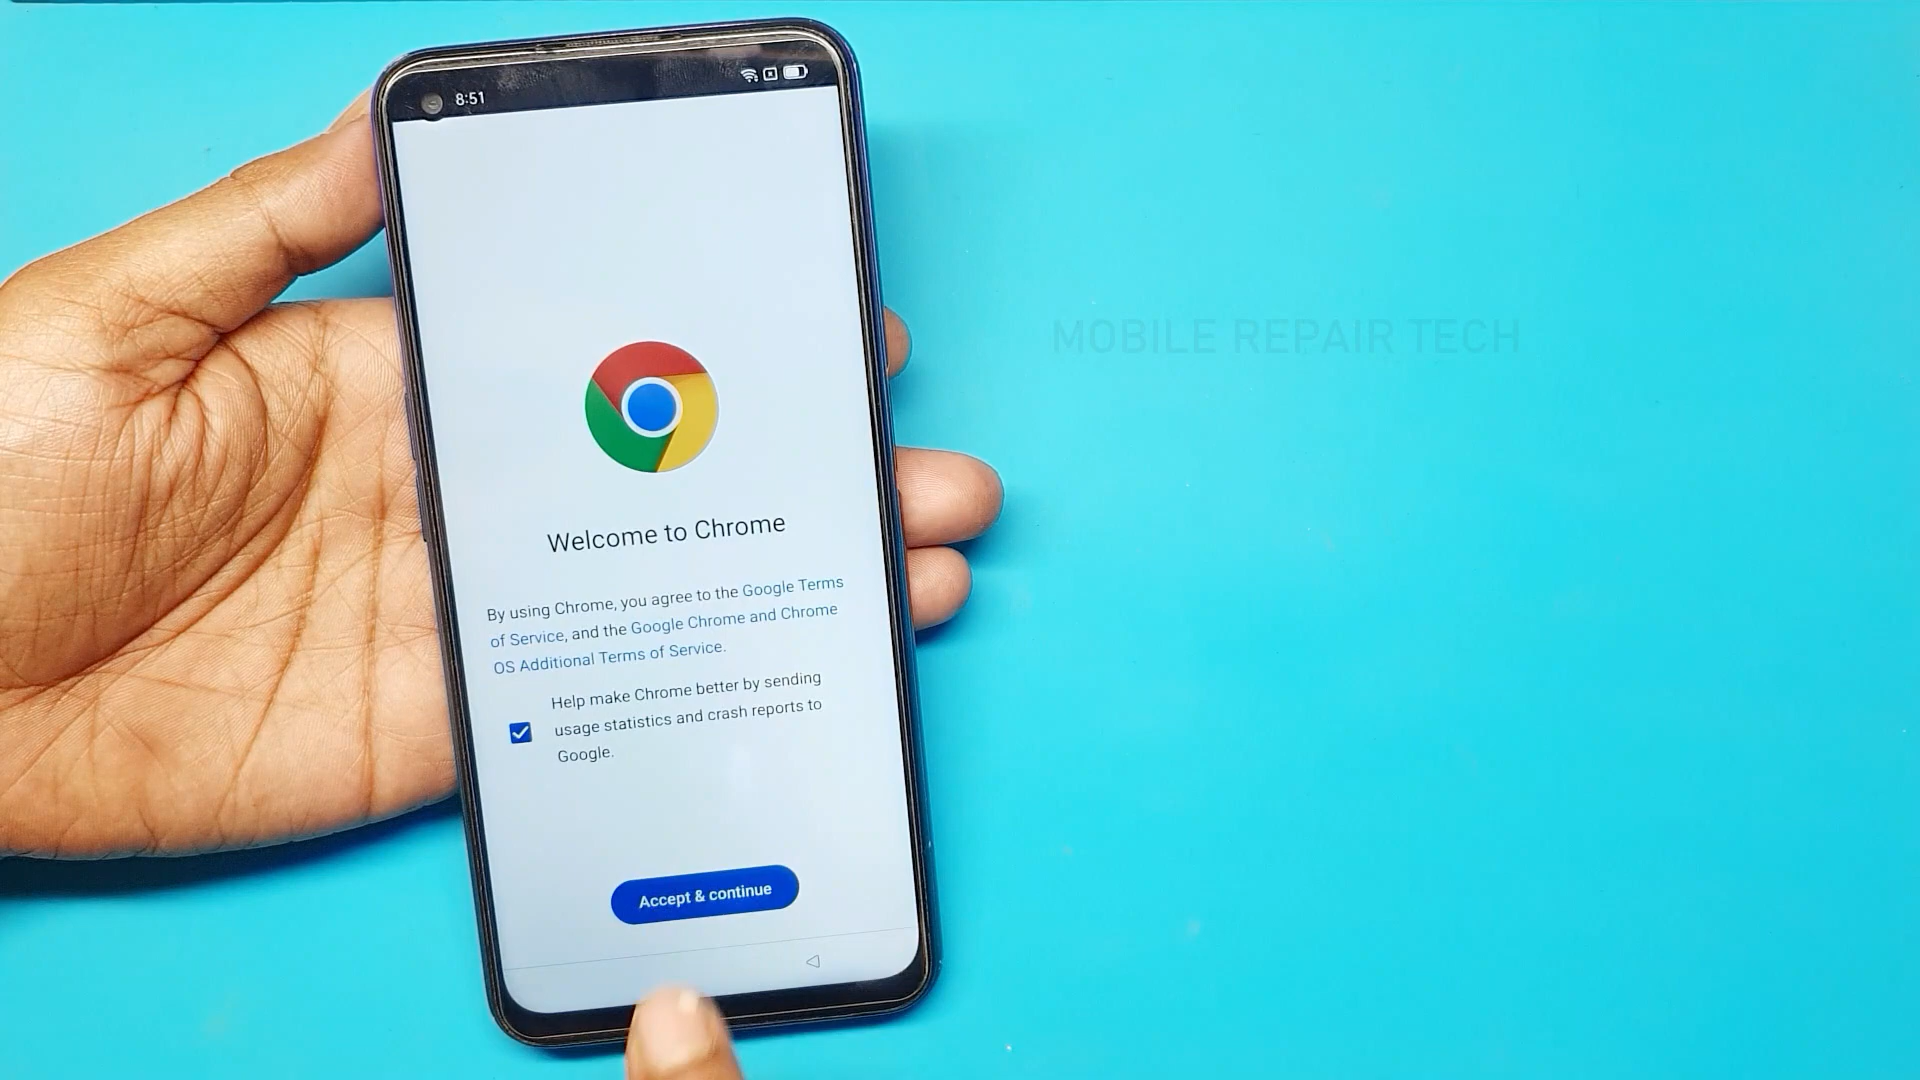 8:51
MOBILE REPAIR TECH
Welcome to Chrome
By using Chrome, you agree to the Google Terms
of Service, and the Google Chrome and Chrome
OS Additional Terms of Service.
Help make Chrome better by sending
usage statistics and crash reports to
Google.
Accept & continue